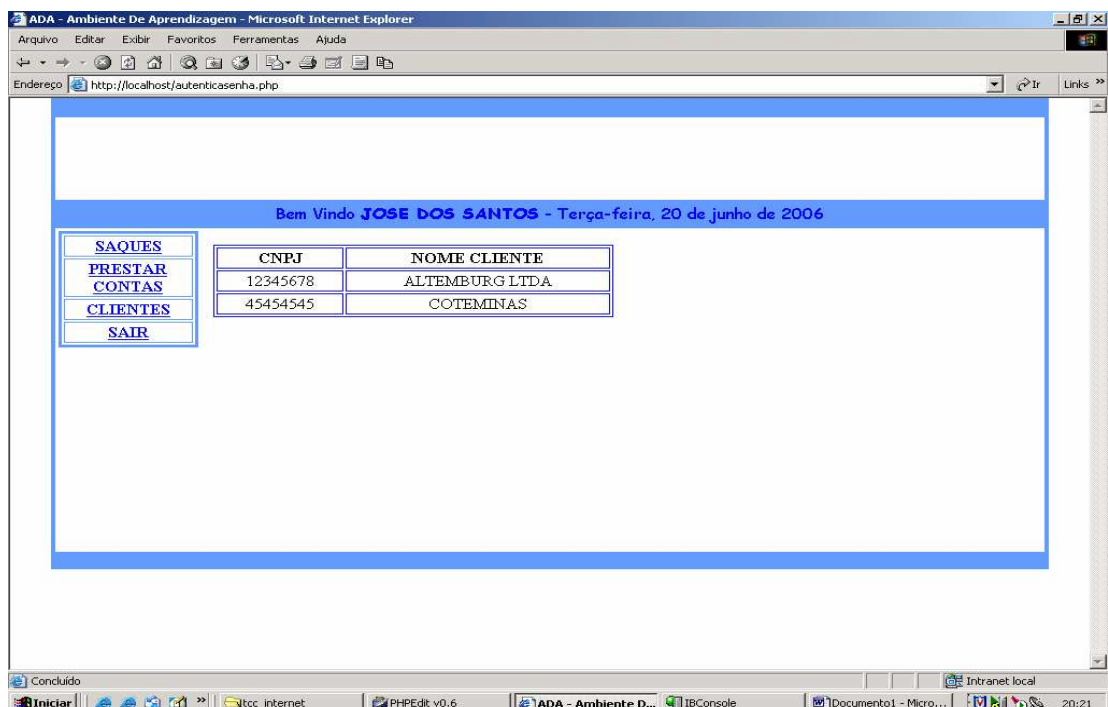 ADA - Ambiente De Aprendizagem - Microsoft Internet Explorer
Arquivo Editar Exibir Favoritos Ferramentas Ajuda
Endereço http://localhost/autenticasenha.php Ir Links »
Bem Vindo JOSE DOS SANTOS - Terça-feira, 20 de junho de 2006
SAQUES
PRESTAR
CONTAS
CLIENTES
SAIR
CNPJ NOME CLIENTE
12345678 ALTEMBURG LTDA
45454545 COTEMINAS
Concluído Intranet local
Iniciar » tcc internet PHPEdit v0.6 ADA - Ambiente D... IBConsole Documento1 - Micro... 20:21